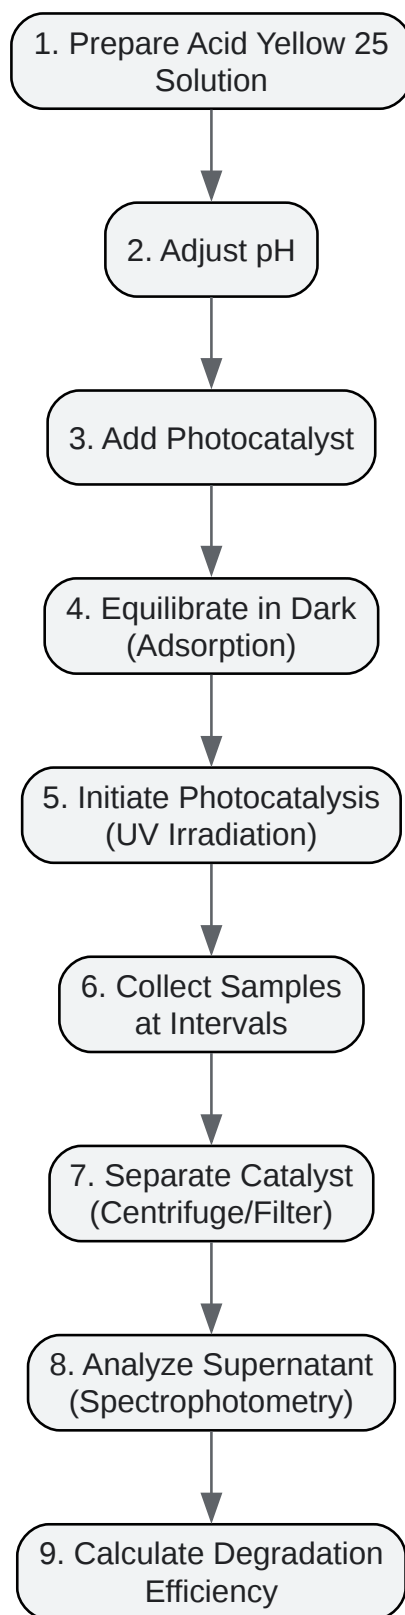 1. Prepare Acid Yellow 25
Solution
2. Adjust pH
3. Add Photocatalyst
4. Equilibrate in Dark
(Adsorption)
5. Initiate Photocatalysis
(UV Irradiation)
6. Collect Samples
at Intervals
7. Separate Catalyst
(Centrifuge/Filter)
8. Analyze Supernatant
(Spectrophotometry)
9. Calculate Degradation
Efficiency